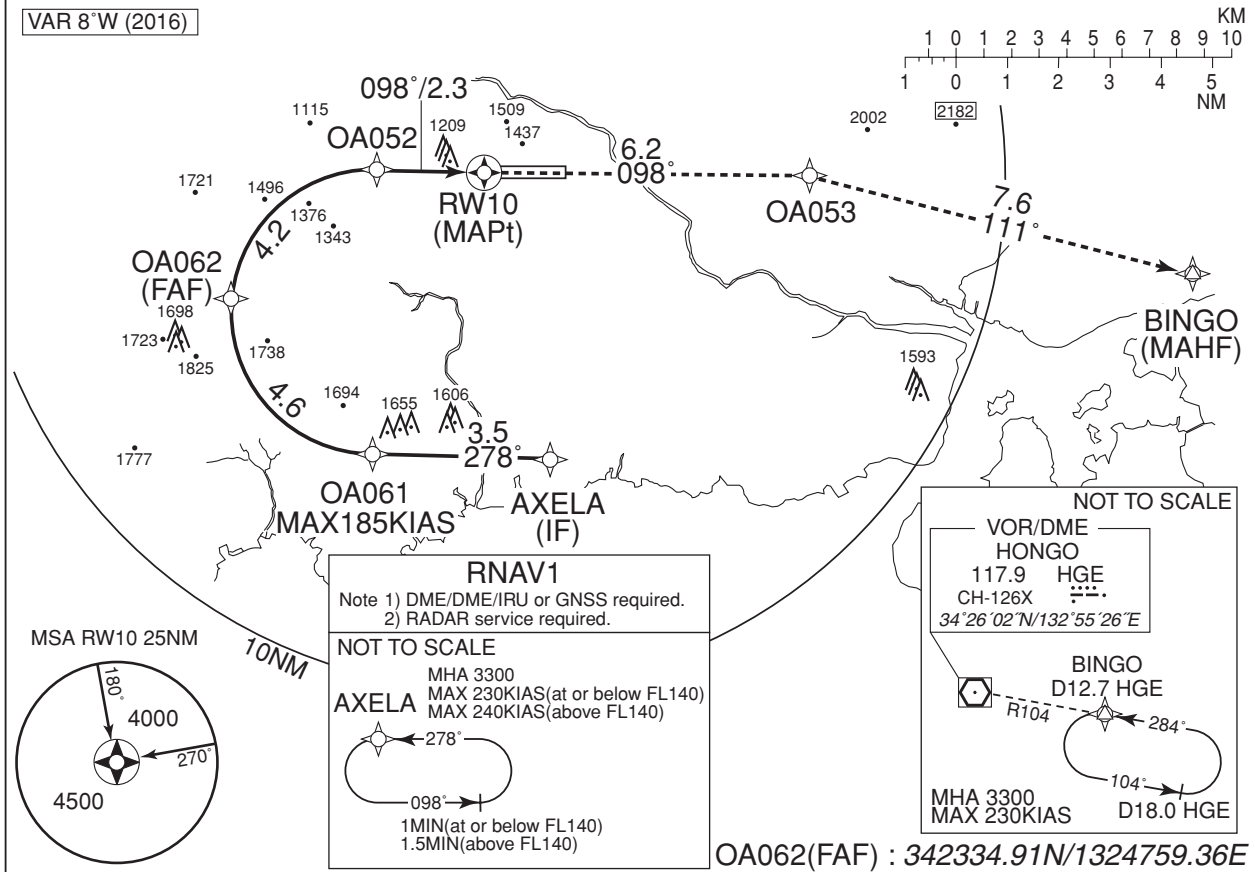 VAR 8°W (2016)
KM
1 0 1 2 3 4 5 6 7 8 9 10
1 0 1 2 3 4 5
NM
098°/2.3
1115
OA052
1209
1509
1437
2002
2182
6.2
098°
1721
1496
1376
1343
4.2
RW10
(MAPt)
OA053
7.6
111°
OA062
(FAF)
1698
1723
1825
1738
BINGO
(MAHF)
1593
4.6
1694
1655
1606
3.5
278°
1777
OA061
MAX185KIAS
AXELA
(IF)
10NM
RNAV1
Note 1) DME/DME/IRU or GNSS required.
2) RADAR service required.
NOT TO SCALE
MHA 3300
MAX 230KIAS(at or below FL140)
MAX 240KIAS(above FL140)
AXELA
278°
098°
1MIN(at or below FL140)
1.5MIN(above FL140)
MSA RW10 25NM
180°
4000
270°
4500
NOT TO SCALE
VOR/DME
HONGO
117.9 HGE
CH-126X
34°26′02″N/132°55′26″E
BINGO
D12.7 HGE
R104
284°
104°
D18.0 HGE
MHA 3300
MAX 230KIAS
OA062(FAF) : 342334.91N/1324759.36E